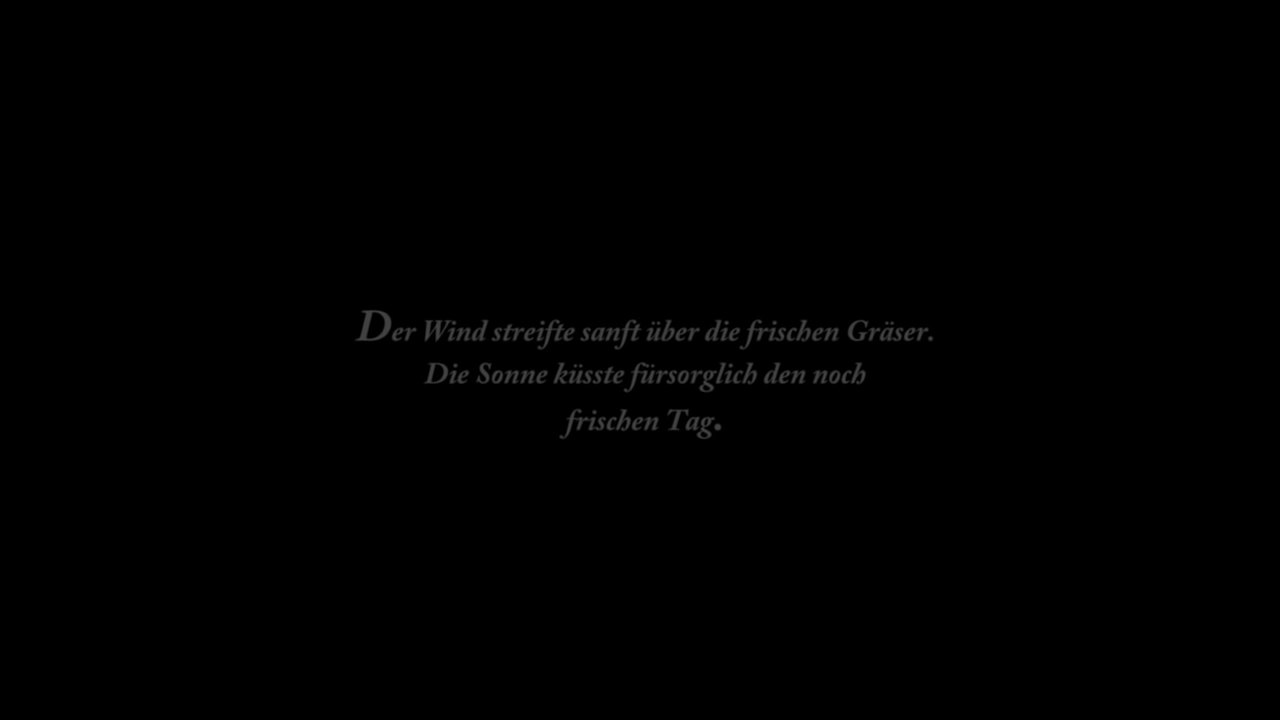 Der Wind streifte sanft über die frischen Gräser.
Die Sonne küsste fürsorglich den noch
frischen Tag.